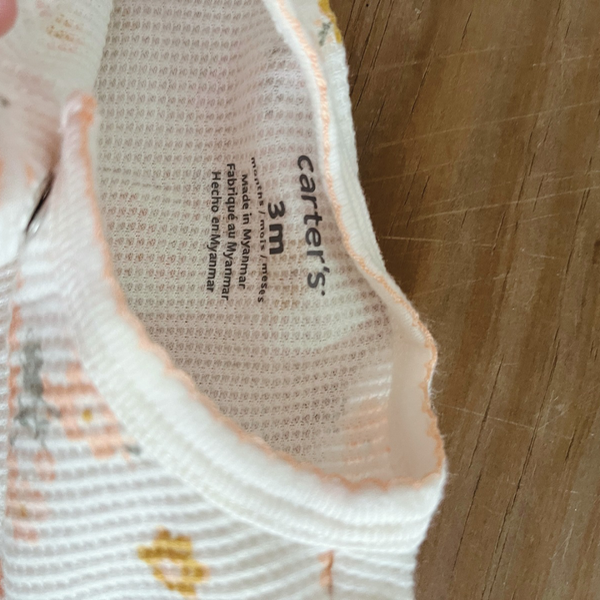 carter's
3m
months / mois / meses
Made in Myanmar
Fabriqué au Myanmar
Hecho en Myanmar